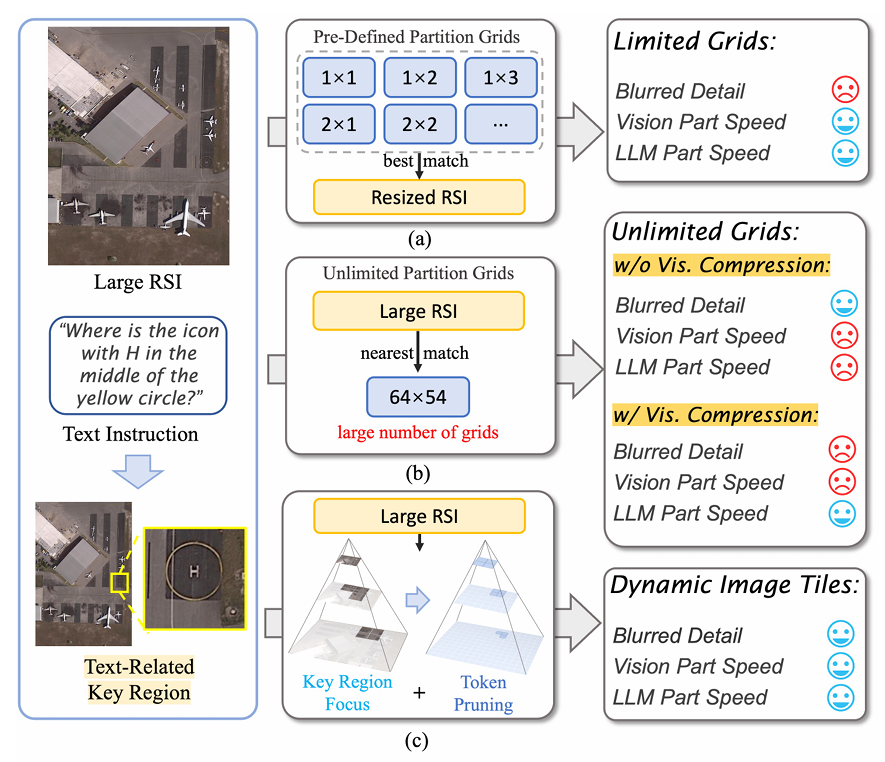 Large RSI
“Where is the icon
with H in the
middle of the
yellow circle?”
Text Instruction
H
Text-Related
Key Region
Pre-Defined Partition Grids
1×1
1×2
1×3
2×1
2×2
...
best match
Resized RSI
(a)
Unlimited Partition Grids
Large RSI
nearest match
64×54
large number of grids
(b)
Large RSI
Key Region
Focus
+
Token
Pruning
(c)
Limited Grids:
Blurred Detail
Vision Part Speed
LLM Part Speed
Unlimited Grids:
w/o Vis. Compression:
Blurred Detail
Vision Part Speed
LLM Part Speed
w/ Vis. Compression:
Blurred Detail
Vision Part Speed
LLM Part Speed
Dynamic Image Tiles:
Blurred Detail
Vision Part Speed
LLM Part Speed